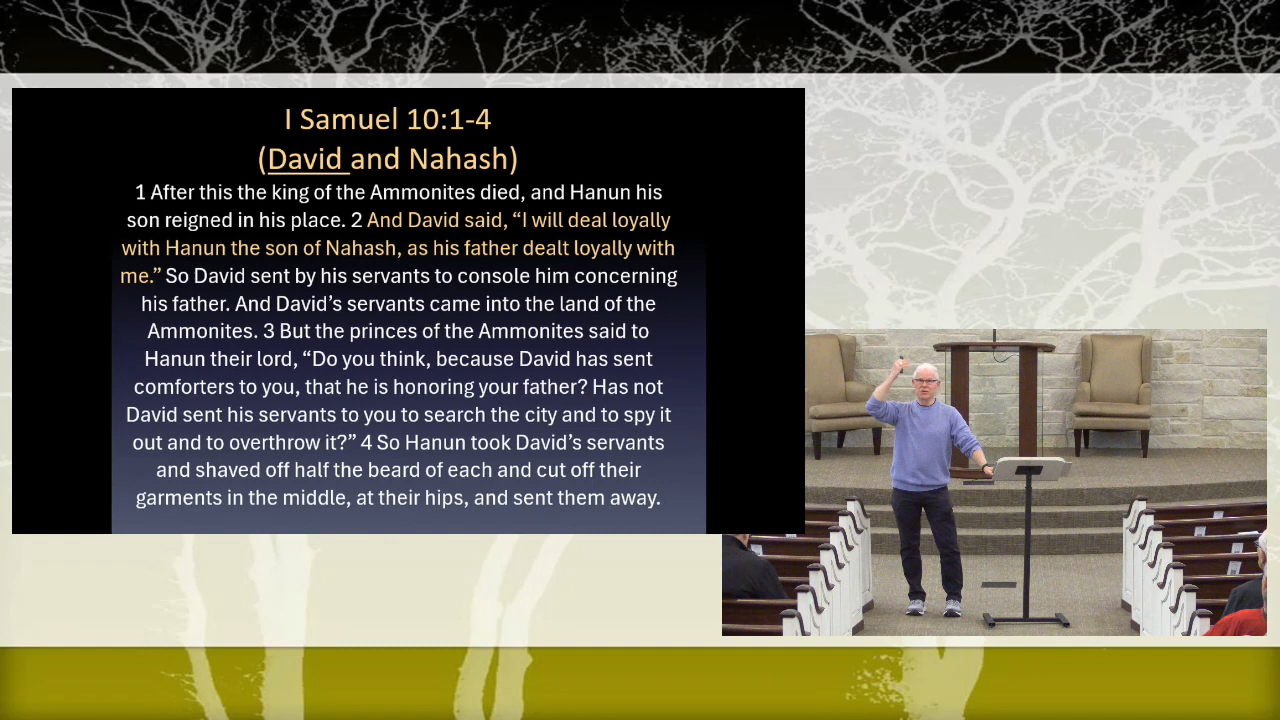 I Samuel 10:1-4
(David and Nahash)
1 After this the king of the Ammonites died, and Hanun his
son reigned in his place. 2 And David said, “I will deal loyally
with Hanun the son of Nahash, as his father dealt loyally with
me.” So David sent by his servants to console him concerning
his father. And David’s servants came into the land of the
Ammonites. 3 But the princes of the Ammonites said to
Hanun their lord, “Do you think, because David has sent
comforters to you, that he is honoring your father? Has not
David sent his servants to you to search the city and to spy it
out and to overthrow it?” 4 So Hanun took David’s servants
and shaved off half the beard of each and cut off their
garments in the middle, at their hips, and sent them away.